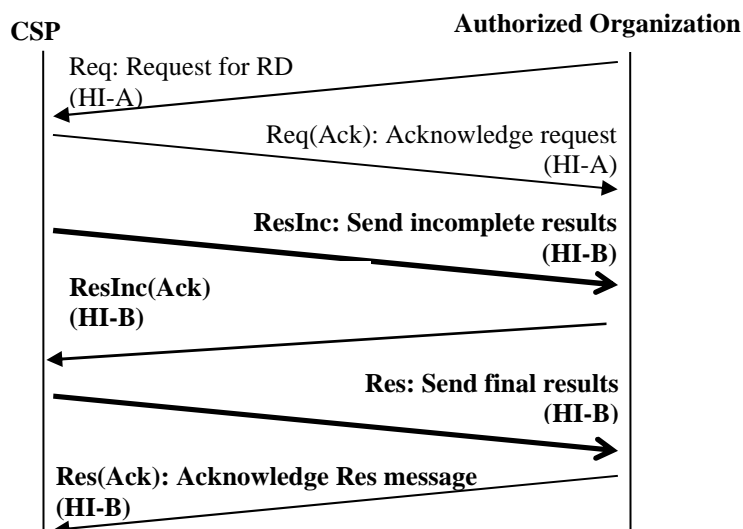 CSP
Authorized Organization
Req: Request for RD
(HI-A)
Req(Ack): Acknowledge request
(HI-A)
ResInc: Send incomplete results
(HI-B)
ResInc(Ack)
(HI-B)
Res: Send final results
(HI-B)
Res(Ack): Acknowledge Res message
(HI-B)